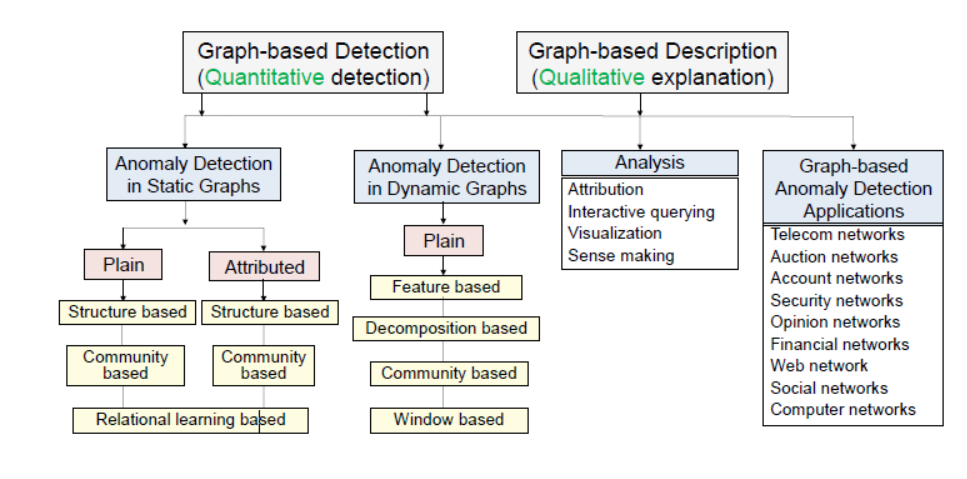 Graph-based Detection
(Quantitative detection)
Graph-based Description
(Qualitative explanation)
Anomaly Detection
in Static Graphs
Anomaly Detection
in Dynamic Graphs
Analysis
Attribution
Interactive querying
Visualization
Sense making
Graph-based
Anomaly Detection
Applications
Telecom networks
Auction networks
Account networks
Security networks
Opinion networks
Financial networks
Web network
Social networks
Computer networks
Plain
Attributed
Plain
Structure based
Structure based
Community
based
Community
based
Relational learning based
Feature based
Decomposition based
Community based
Window based